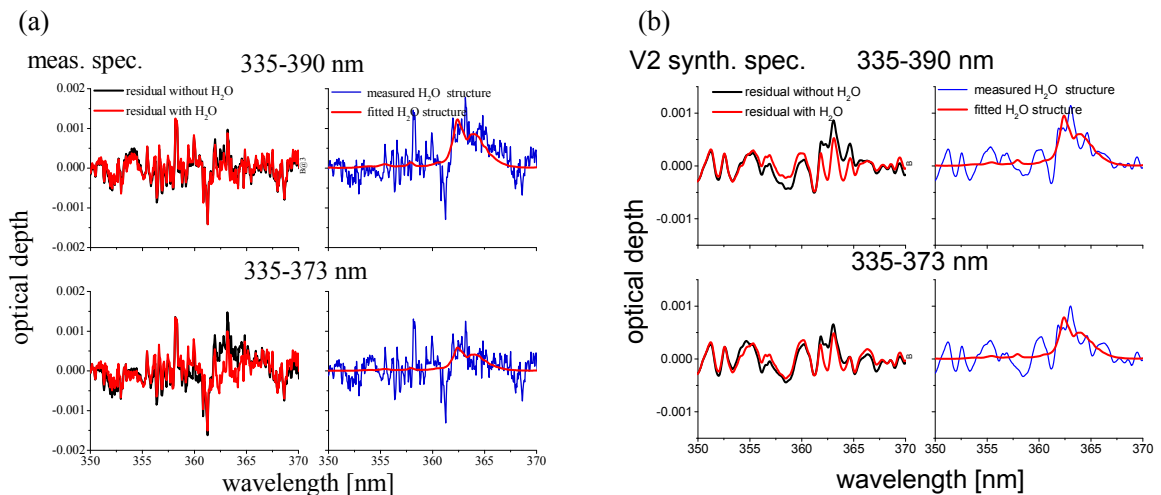 (a)
meas. spec.
335-390 nm
residual without H₂O
residual with H₂O
measured H₂O structure
fitted H₂O structure
0.002
0.001
0.000
-0.001
-0.002
335-373 nm
0.002
0.001
0.000
-0.001
-0.002
350 355 360 365 370
350 355 360 365 370
optical depth
wavelength [nm]
(b)
V2 synth. spec.
335-390 nm
residual without H₂O
residual with H₂O
measured H₂O structure
fitted H₂O structure
0.001
0.000
-0.001
B
335-373 nm
0.001
0.000
-0.001
B
350 355 360 365 370
350 355 360 365 370
optical depth
wavelength [nm]